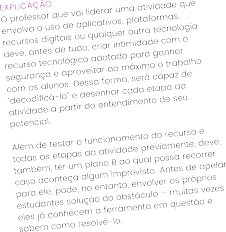 EXPLICAÇÃO
O professor que vai liderar uma atividade que
envolva o uso de aplicativos, plataformas,
recursos digitais ou qualquer outra tecnologia
deve, antes de tudo, criar intimidade com o
recurso tecnológico adotado para ganhar
segurança e aproveitar ao máximo o trabalho
com os alunos. Dessa forma, será capaz de
"decodificá-lo" e desenhar cada etapa da
atividade a partir do entendimento de seu
potencial.
Além de testar o funcionamento do recurso e
todas as etapas da atividade previamente, deve,
também, ter um plano B ao qual possa recorrer
caso aconteça algum imprevisto. Antes de apelar
para ele, pode, no entanto, envolver os próprios
estudantes solução do obstáculo – muitas vezes
eles já conhecem a ferramenta em questão e
sabem como resolvê-lo.